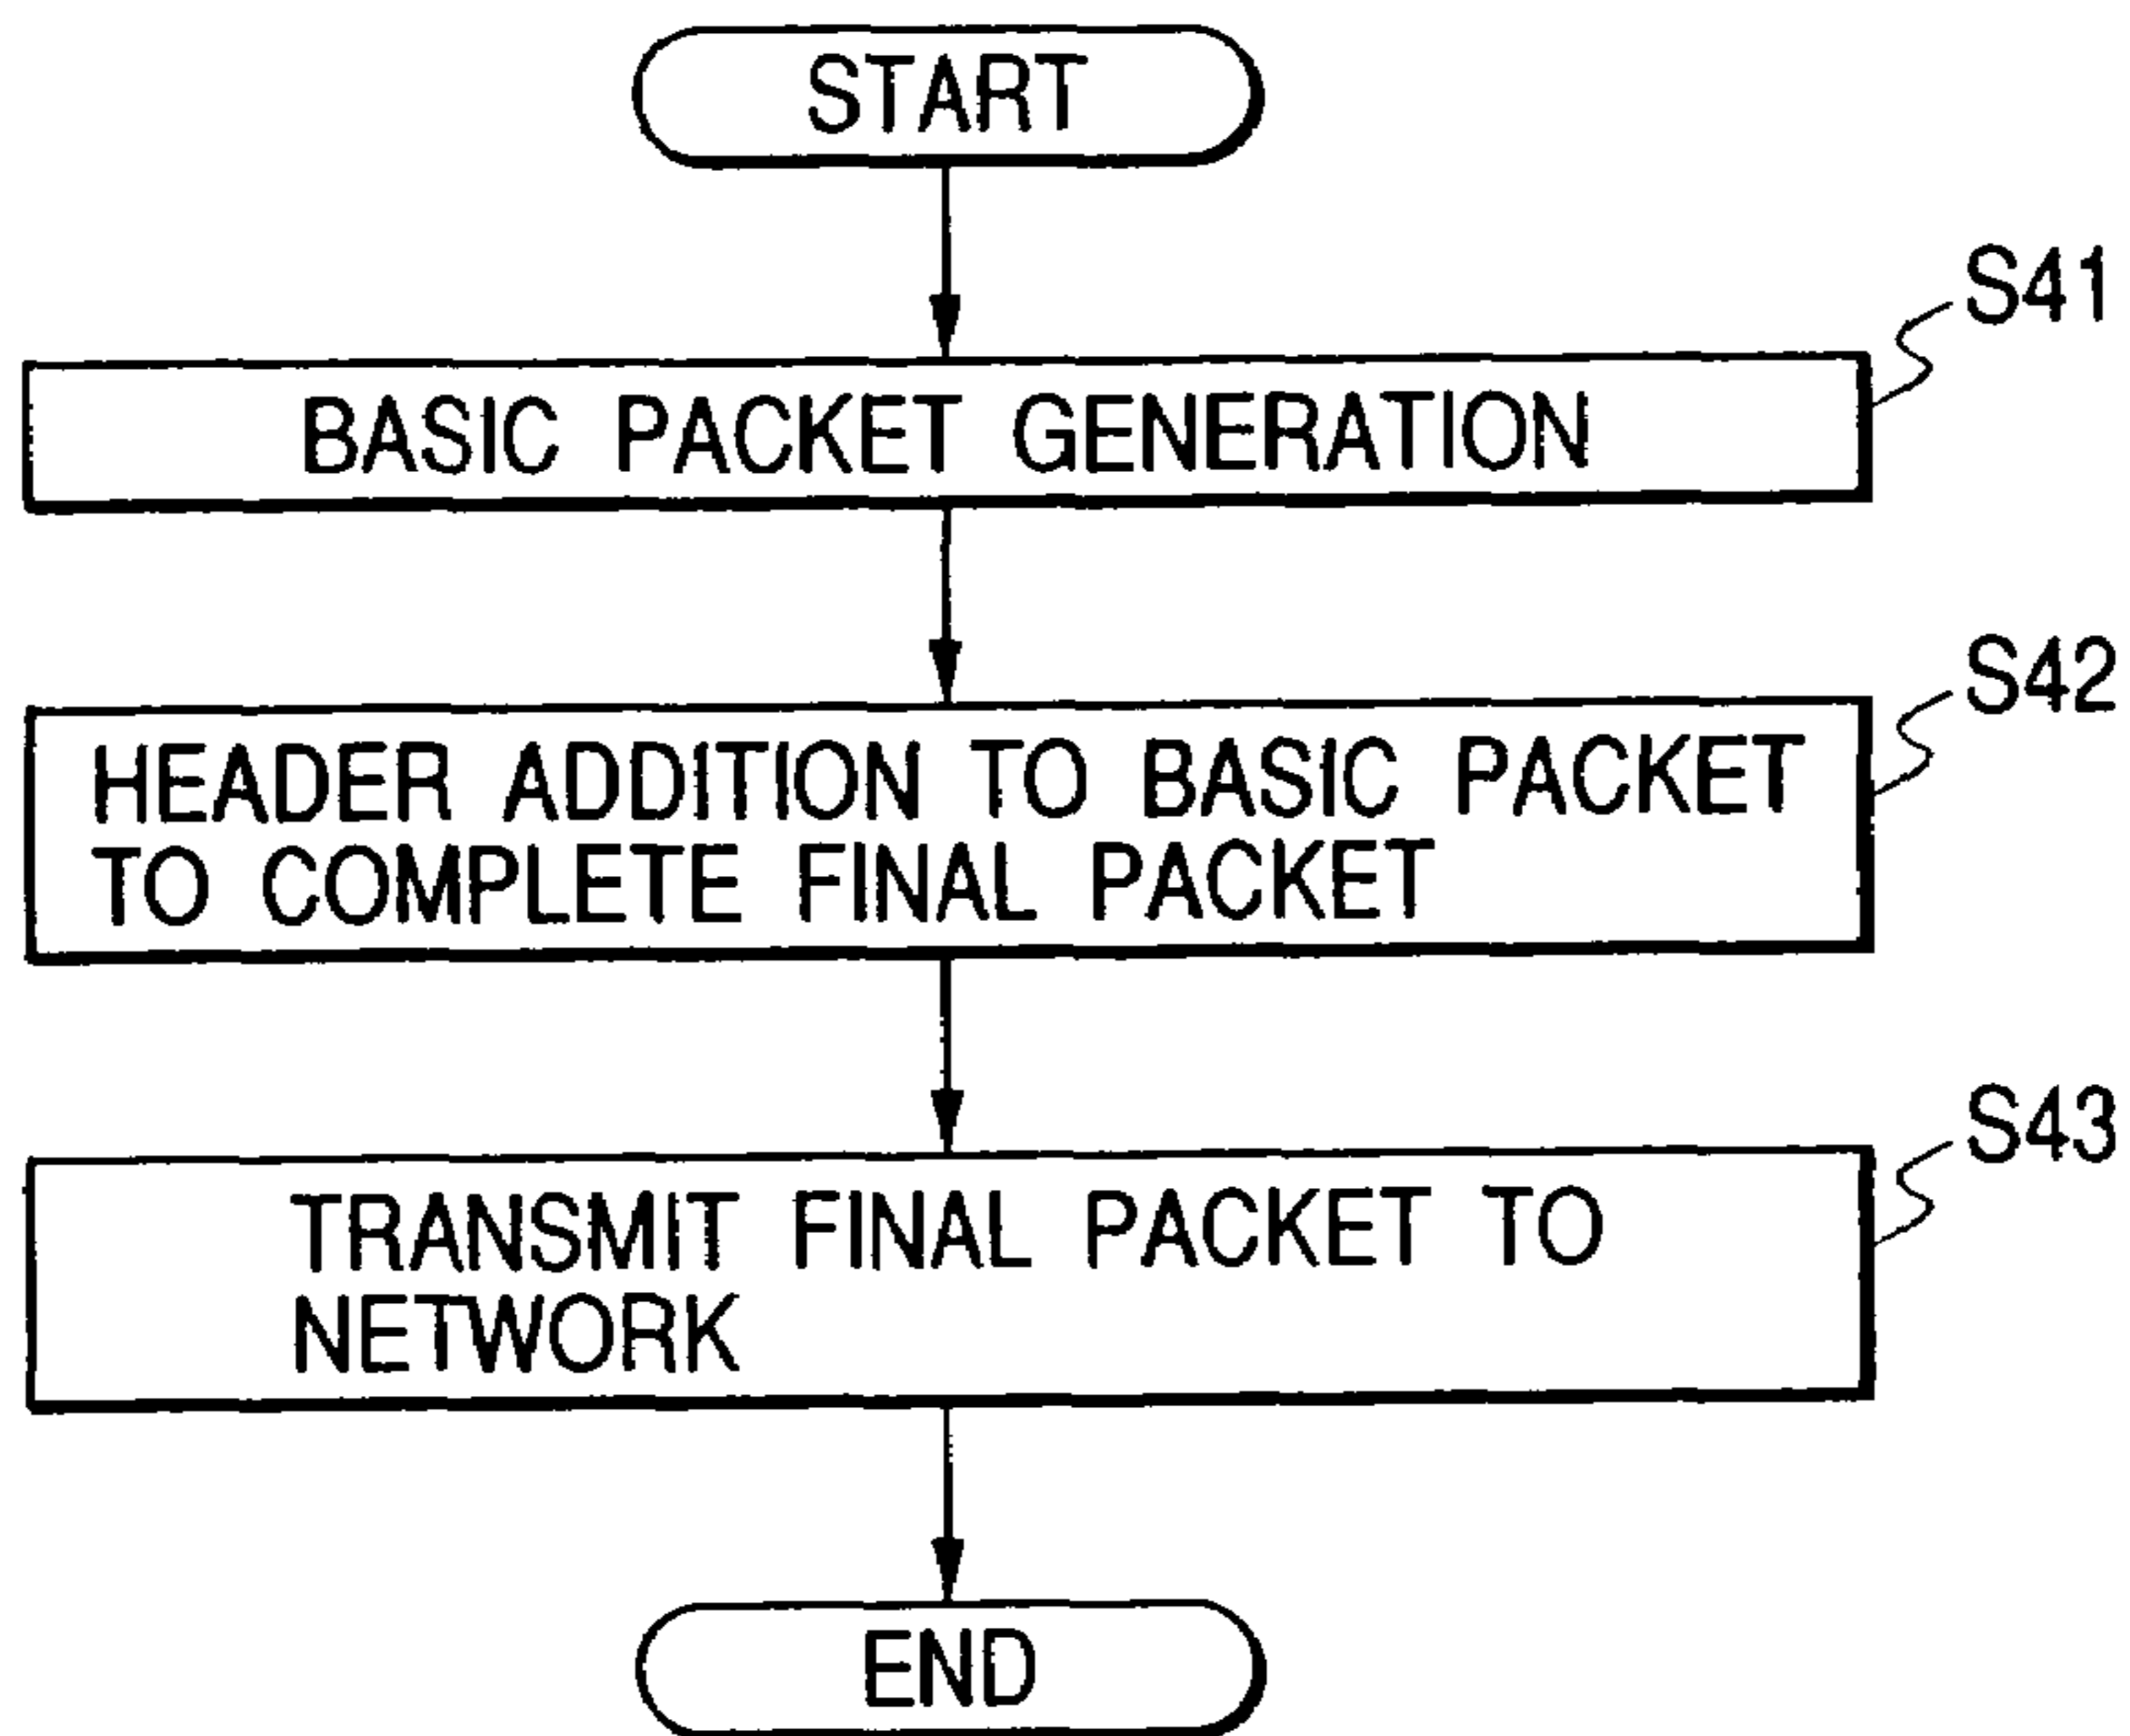 START
S41
BASIC PACKET GENERATION
S42
HEADER ADDITION TO BASIC PACKET
TO COMPLETE FINAL PACKET
S43
TRANSMIT FINAL PACKET TO
NETWORK
END